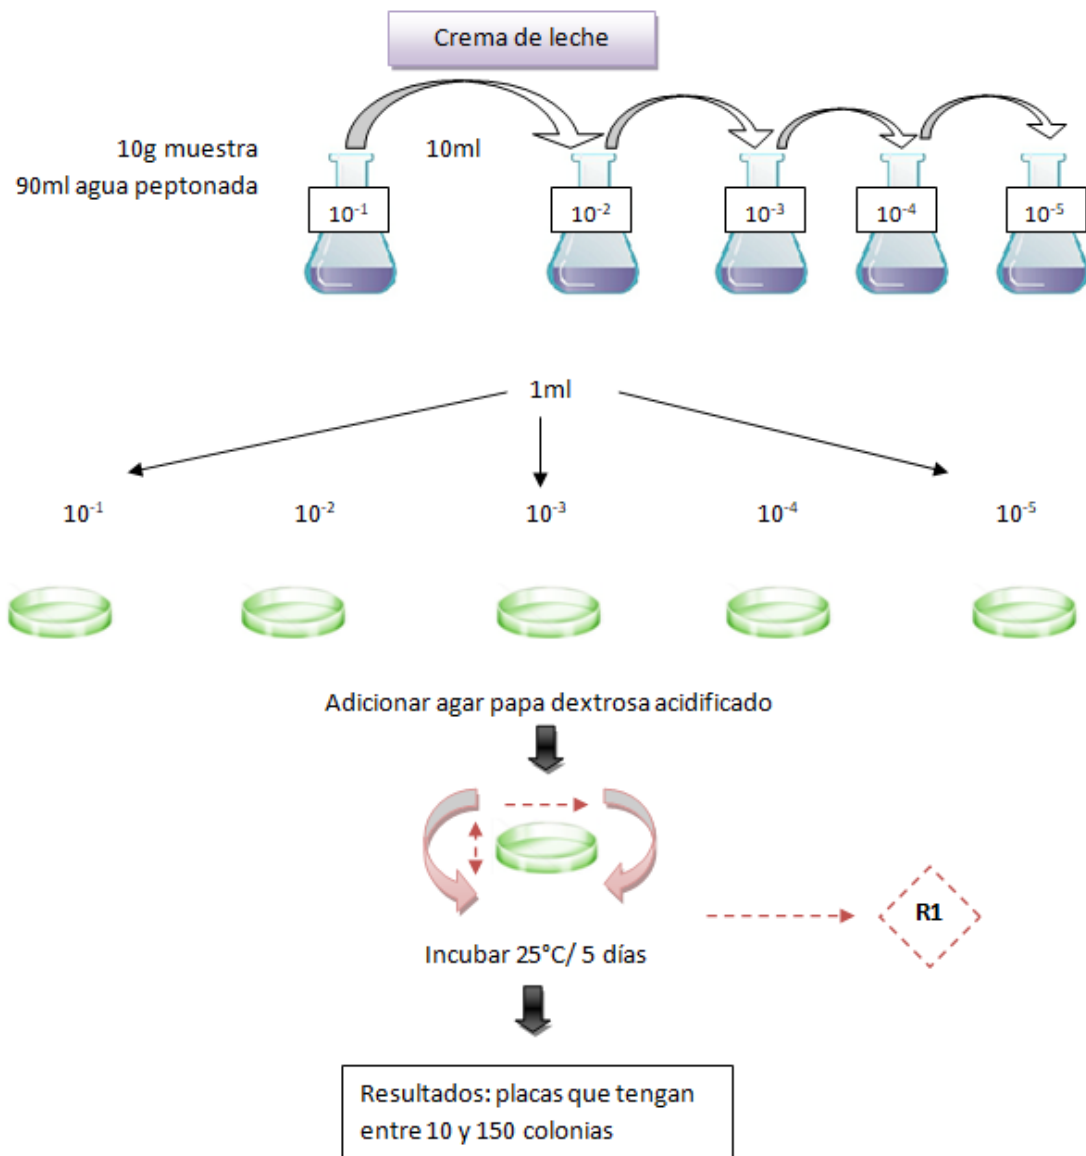 Crema de leche
10g muestra
90ml agua peptonada
10ml
10⁻¹
10⁻²
10⁻³
10⁻⁴
10⁻⁵
1ml
10⁻¹
10⁻²
10⁻³
10⁻⁴
10⁻⁵
Adicionar agar papa dextrosa acidificado
R1
Incubar 25°C/ 5 días
Resultados: placas que tengan
entre 10 y 150 colonias